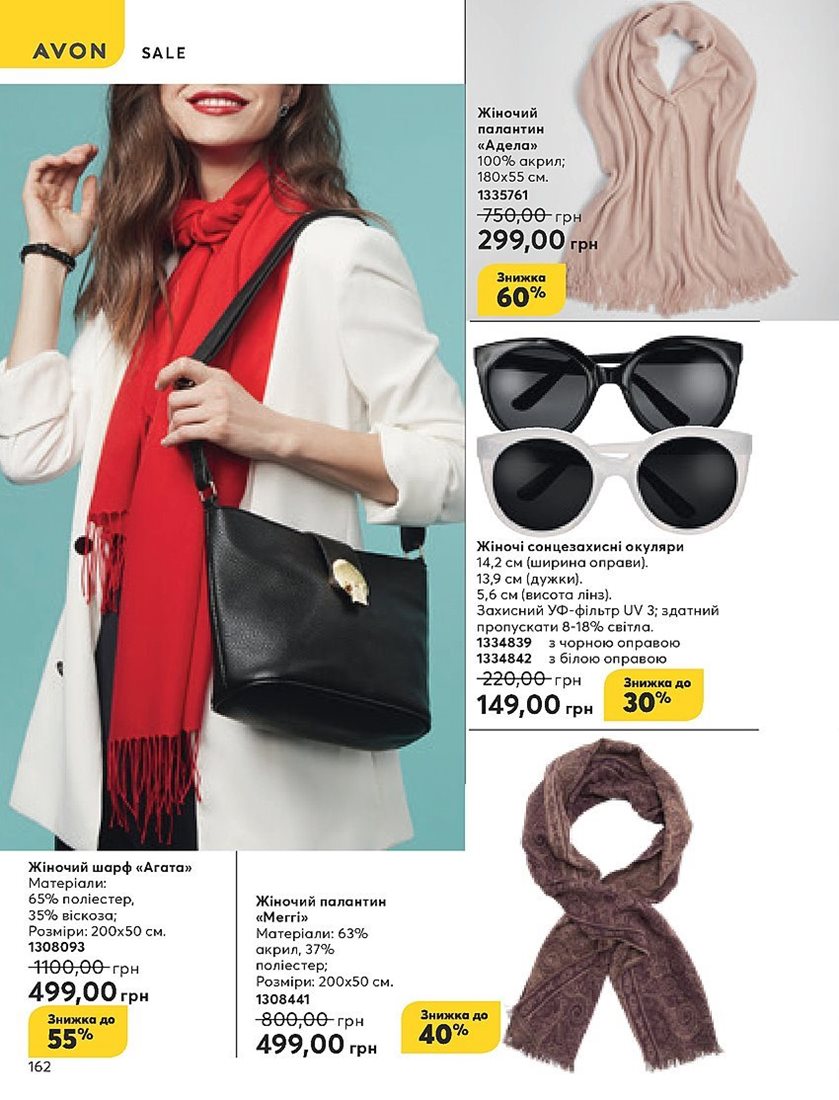 AVON
SALE
Жіночий
палантин
«Адела»
100% акрил;
180х55 см.
1335761
750,00 грн
299,00 грн
Знижка
60%
Жіночі сонцезахисні окуляри
14,2 см (ширина оправи).
13,9 см (дужки).
5,6 см (висота лінз).
Захисний УФ-фільтр UV 3; здатний
пропускати 8-18% світла.
1334839 з чорною оправою
1334842 з білою оправою
220,00 грн
149,00 грн
Знижка до
30%
Жіночий шарф «Агата»
Матеріали:
65% поліестер,
35% віскоза;
Розміри: 200х50 см.
1308093
1100,00 грн
499,00 грн
Знижка до
55%
Жіночий палантин
«Меггі»
Матеріали: 63%
акрил, 37%
поліестер;
Розміри: 200х50 см.
1308441
800,00 грн
499,00 грн
Знижка до
40%
162